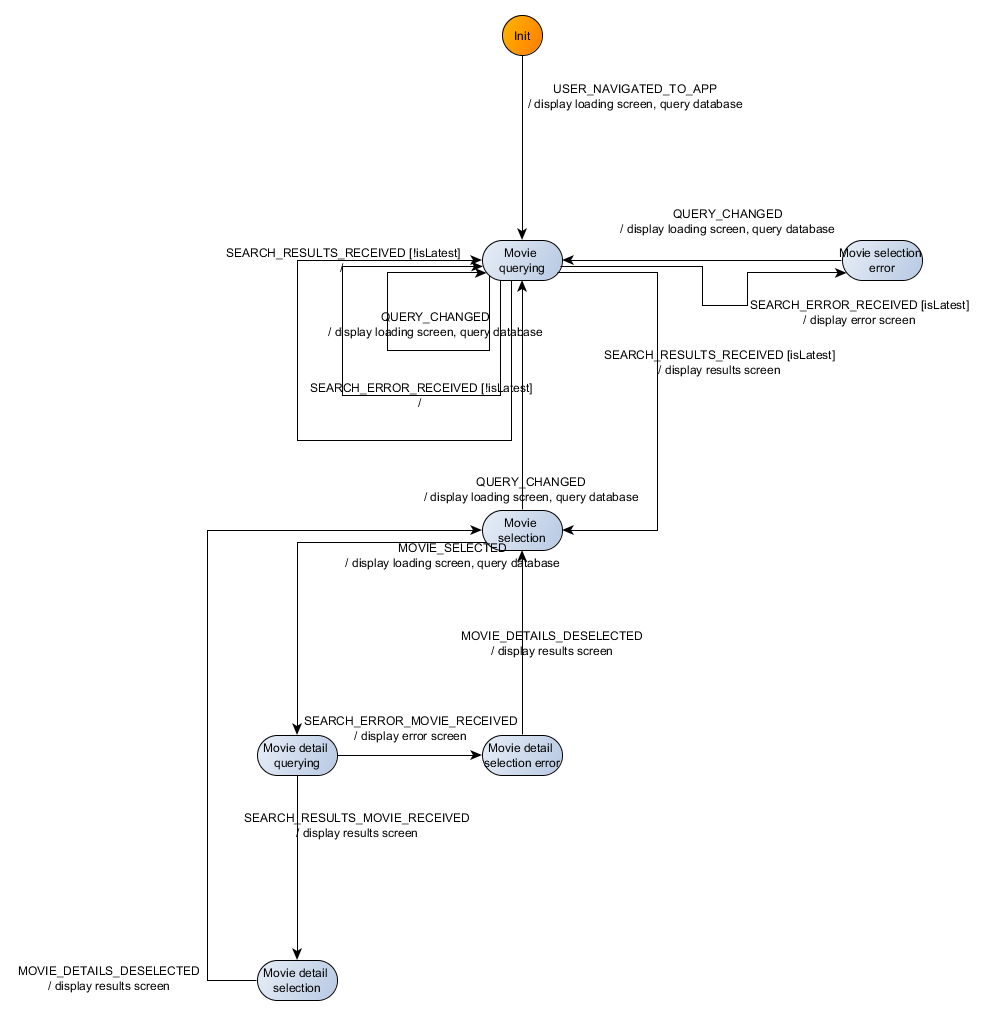 Init
USER_NAVIGATED_TO_APP
/ display loading screen, query database
QUERY_CHANGED
/ display loading screen, query database
SEARCH_RESULTS_RECEIVED [!isLatest]
/
Movie
querying
Movie selection
error
SEARCH_ERROR_RECEIVED [isLatest]
/ display error screen
QUERY_CHANGED
/ display loading screen, query database
SEARCH_RESULTS_RECEIVED [isLatest]
/ display results screen
SEARCH_ERROR_RECEIVED [!isLatest]
/
QUERY_CHANGED
/ display loading screen, query database
Movie
selection
MOVIE_SELECTED
/ display loading screen, query database
MOVIE_DETAILS_DESELECTED
/ display results screen
SEARCH_ERROR_MOVIE_RECEIVED
/ display error screen
Movie detail
querying
Movie detail
selection error
SEARCH_RESULTS_MOVIE_RECEIVED
/ display results screen
MOVIE_DETAILS_DESELECTED
/ display results screen
Movie detail
selection